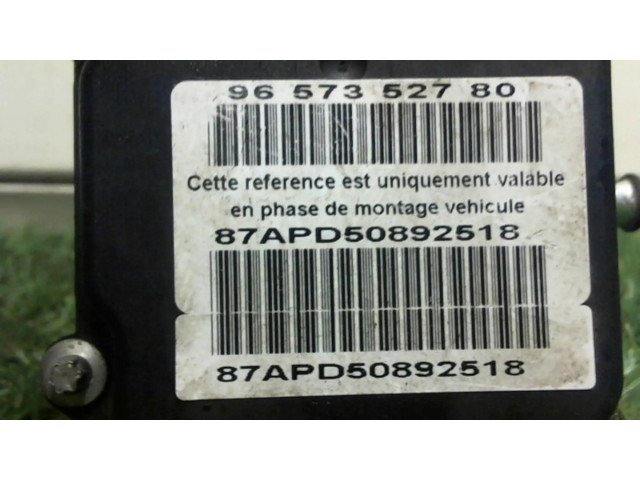 96 573 527 80
Cette reference est uniquement valable
en phase de montage vehicule
87APD50892518
87APD50892518